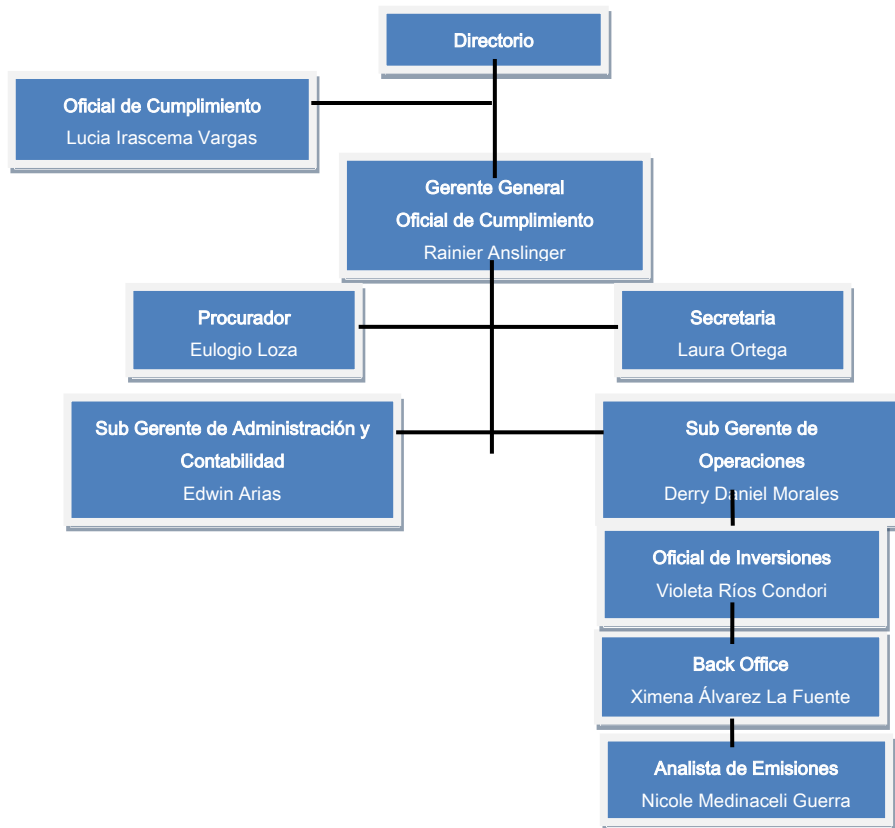 Directorio
Oficial de Cumplimiento
Lucia Irascema Vargas
Gerente General
Oficial de Cumplimiento
Rainier Anslinger
Procurador
Eulogio Loza
Secretaria
Laura Ortega
Sub Gerente de Administración y
Contabilidad
Edwin Arias
Sub Gerente de
Operaciones
Derry Daniel Morales
Oficial de Inversiones
Violeta Ríos Condori
Back Office
Ximena Álvarez La Fuente
Analista de Emisiones
Nicole Medinaceli Guerra